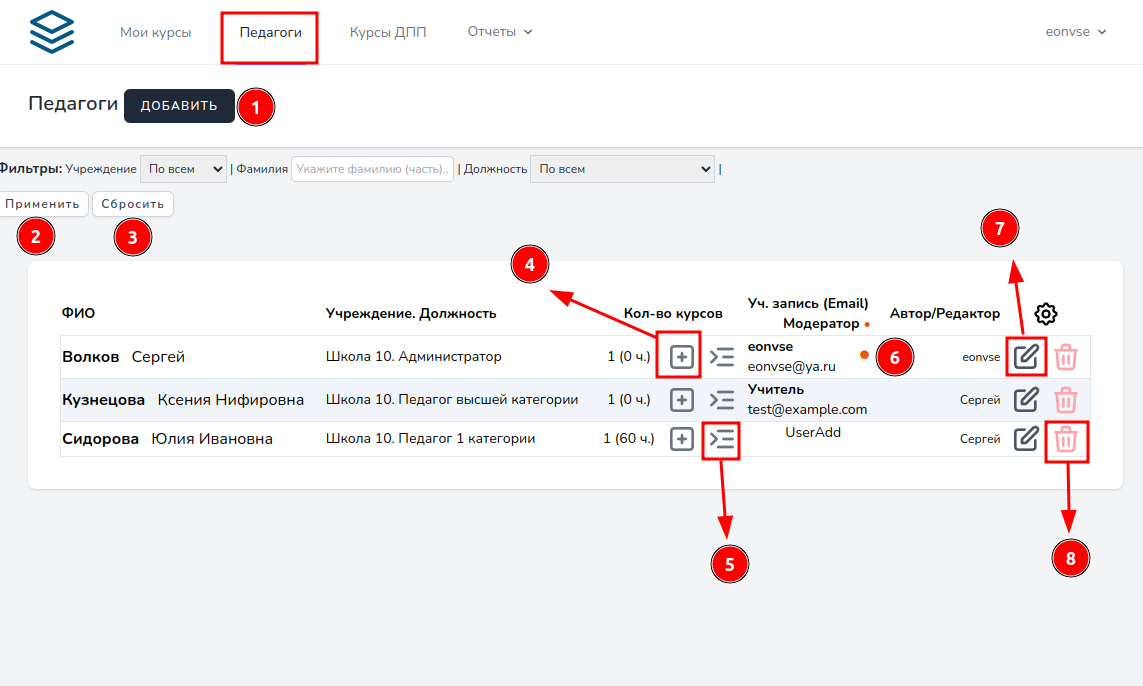 Мои курсы Педагоги Курсы ДПП Отчеты eonvse
Педагоги ДОБАВИТЬ 1
Фильтры: Учреждение По всем | Фамилия Укажите фамилию (часть).. | Должность По всем |
Применить Сбросить
2 3 7
4
ФИО Учреждение. Должность Кол-во курсов Уч. запись (Email) Модератор Автор/Редактор
Волков Сергей Школа 10. Администратор 1 (0 ч.) eonvse eonvse@ya.ru 6 eonvse
Кузнецова Ксения Нифировна Школа 10. Педагог высшей категории 1 (0 ч.) Учитель test@example.com Сергей
Сидорова Юлия Ивановна Школа 10. Педагог 1 категории 1 (60 ч.) UserAdd Сергей
5 8